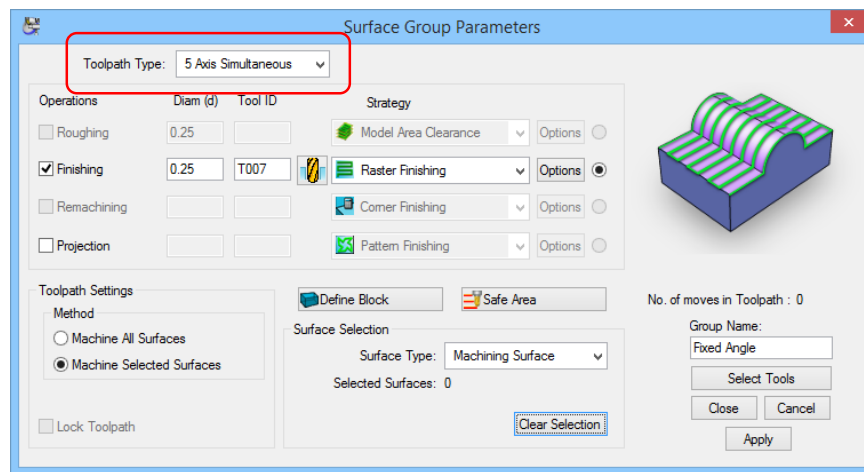 Surface Group Parameters
Toolpath Type: 5 Axis Simultaneous
Operations Diam (d) Tool ID Strategy
Roughing 0.25 Model Area Clearance Options
Finishing 0.25 T007 Raster Finishing Options
Remachining Corner Finishing Options
Projection Pattern Finishing Options
Toolpath Settings
Method
Machine All Surfaces
Machine Selected Surfaces
Lock Toolpath
Define Block Safe Area
Surface Selection
Surface Type: Machining Surface
Selected Surfaces: 0
Clear Selection
No. of moves in Toolpath : 0
Group Name:
Fixed Angle
Select Tools
Close Cancel
Apply